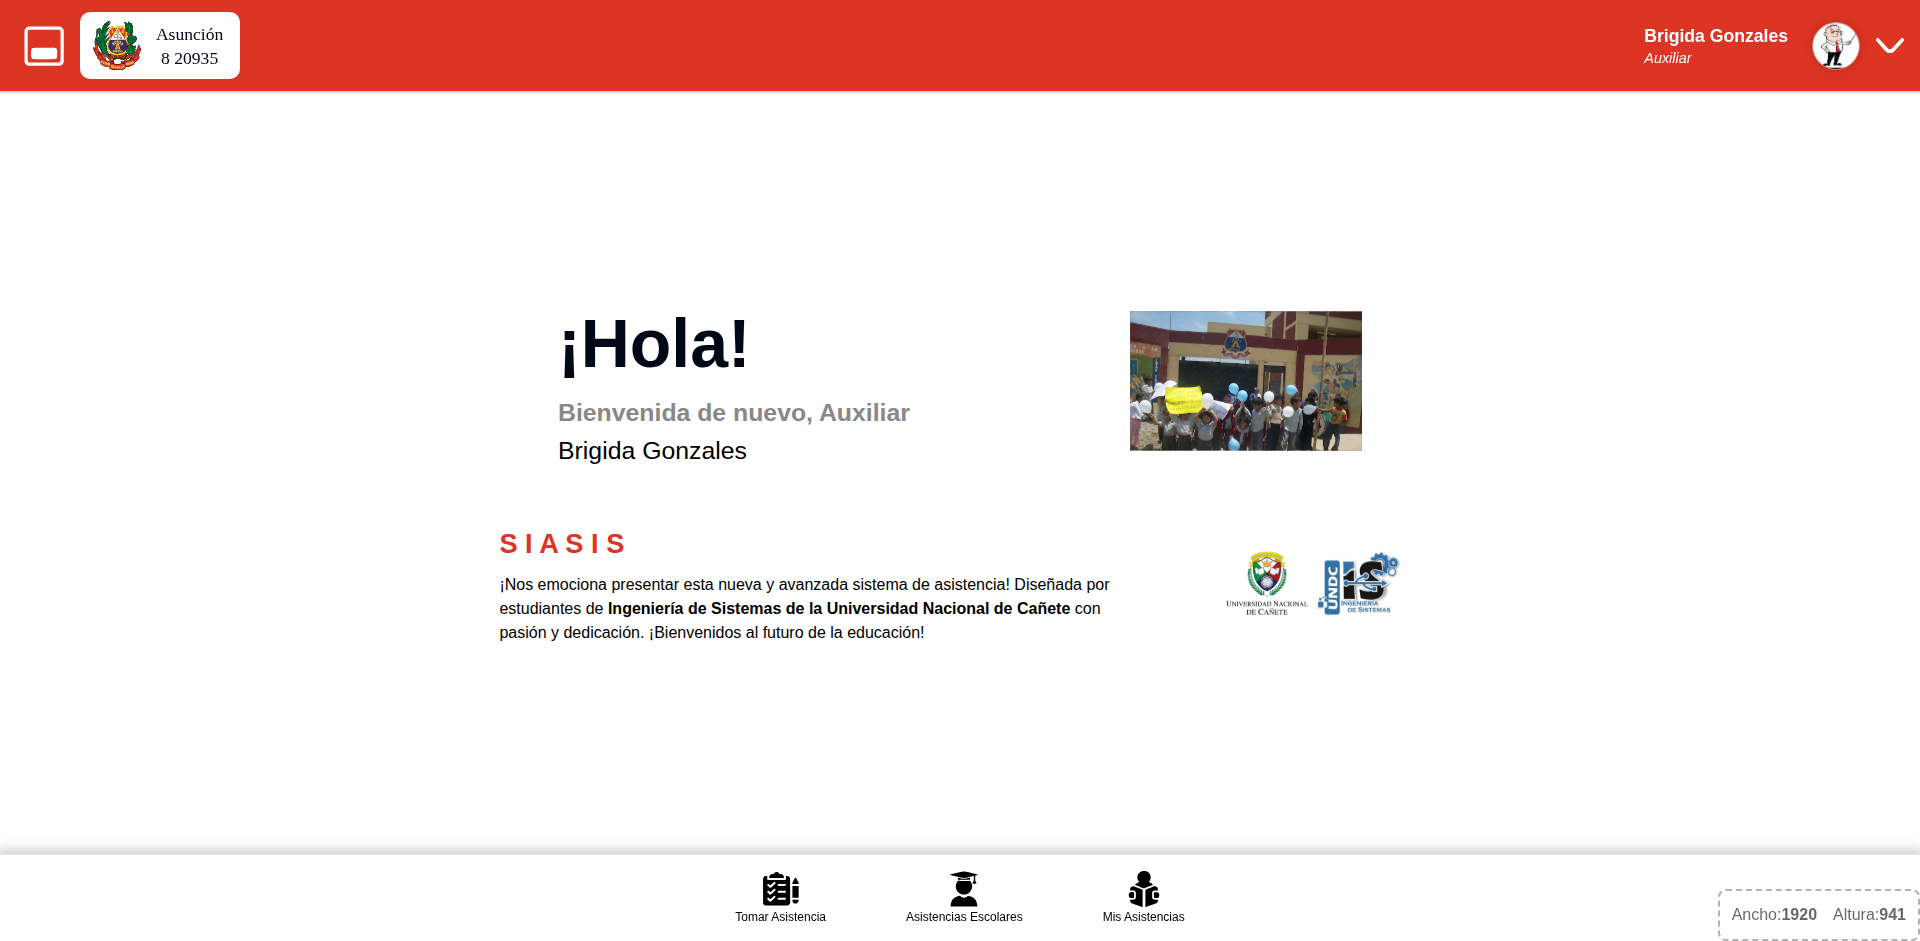 Asunción
8 20935
Brigida Gonzales
Auxiliar
¡Hola!
Bienvenida de nuevo, Auxiliar
Brigida Gonzales
S I A S I S
¡Nos emociona presentar esta nueva y avanzada sistema de asistencia! Diseñada por
estudiantes de Ingeniería de Sistemas de la Universidad Nacional de Cañete con
pasión y dedicación. ¡Bienvenidos al futuro de la educación!
UNIVERSIDAD NACIONAL
DE CAÑETE
UNDC
IS
INGENIERÍA
DE SISTEMAS
Tomar Asistencia
Asistencias Escolares
Mis Asistencias
Ancho:1920 Altura:941